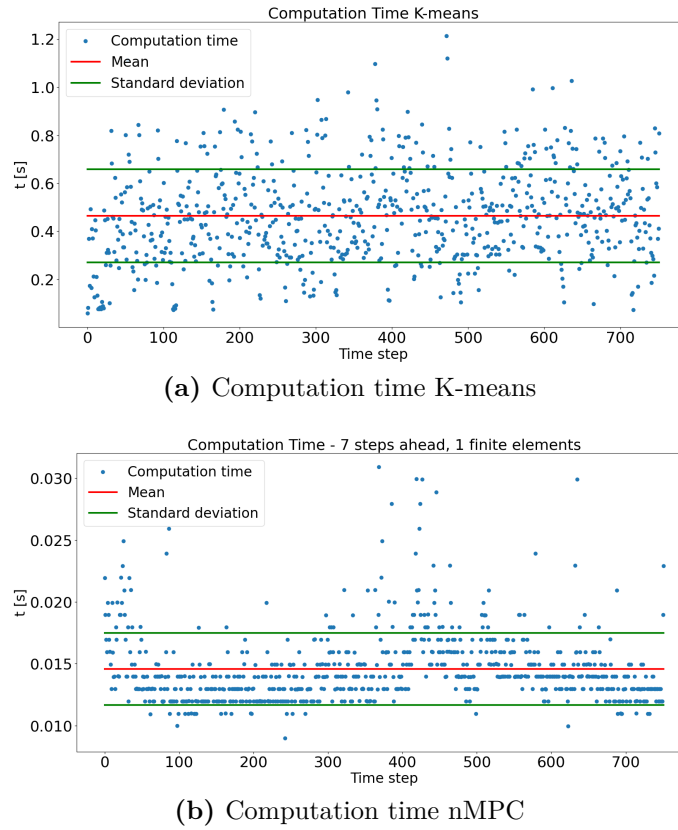 Computation Time K-means
1.2
1.0
0.8
0.6
0.4
0.2
t [s]
Computation time
Mean
Standard deviation
0 100 200 300 400 500 600 700
Time step
(a) Computation time K-means
Computation Time - 7 steps ahead, 1 finite elements
0.030
0.025
0.020
0.015
0.010
t [s]
Computation time
Mean
Standard deviation
0 100 200 300 400 500 600 700
Time step
(b) Computation time nMPC